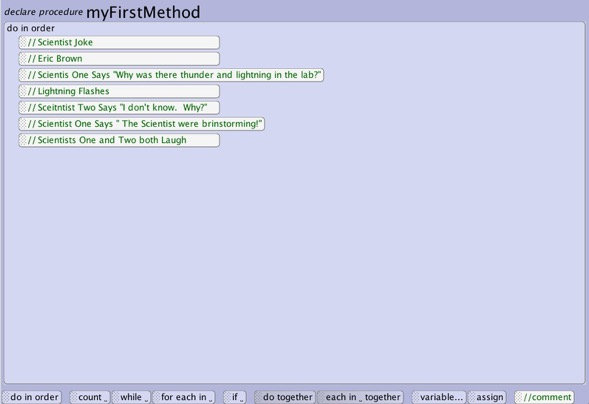 declare procedure myFirstMethod
do in order
// Scientist Joke
// Eric Brown
// Scientis One Says "Why was there thunder and lightning in the lab?"
// Lightning Flashes
// Sceitntist Two Says "I don't know. Why?"
// Scientist One Says " The Scientist were brinstorming!"
// Scientists One and Two both Laugh
do in order count while for each in if do together each in together variable... assign //comment